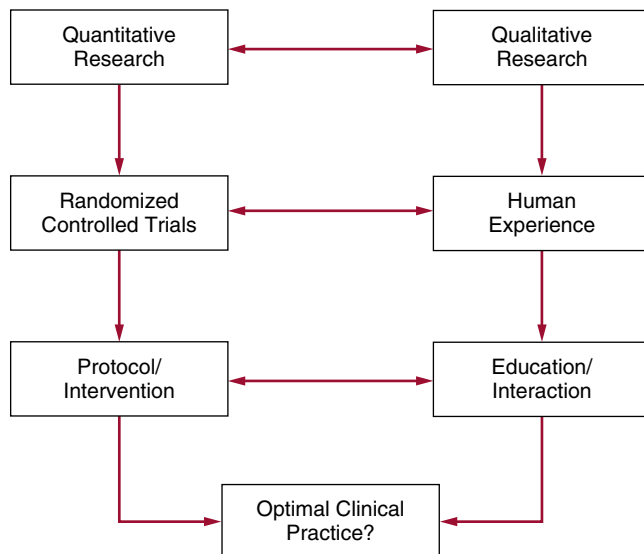 Quantitative
Research
Qualitative
Research
Randomized
Controlled Trials
Human
Experience
Protocol/
Intervention
Education/
Interaction
Optimal Clinical
Practice?